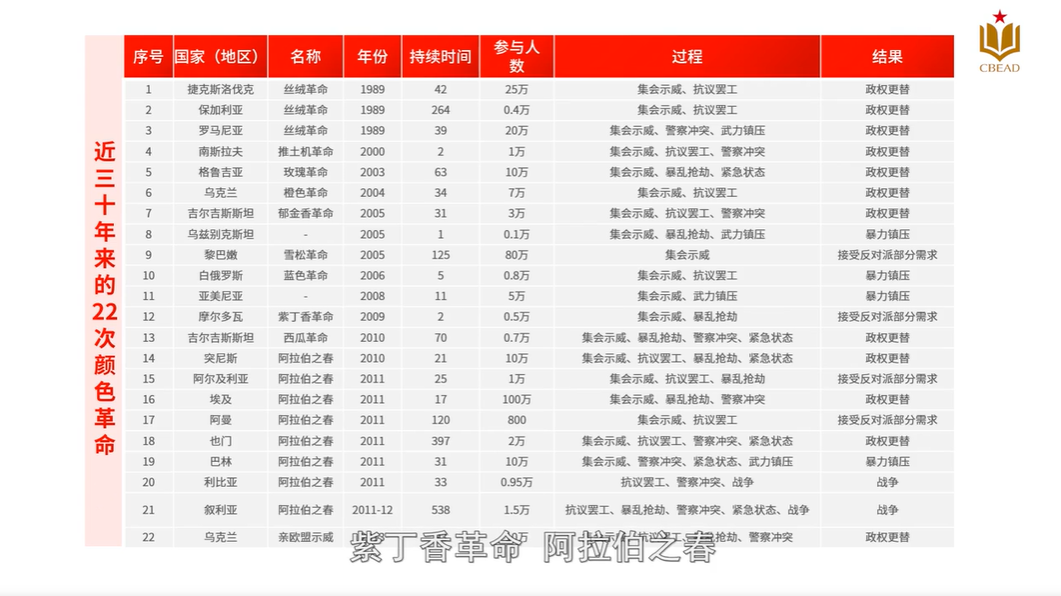 CBEAD
近三十年来的22次颜色革命
序号 国家（地区） 名称 年份 持续时间 参与人数 过程 结果
1 捷克斯洛伐克 丝绒革命 1989 42 25万 集会示威、抗议罢工 政权更替
2 保加利亚 丝绒革命 1989 264 0.4万 集会示威、抗议罢工 政权更替
3 罗马尼亚 丝绒革命 1989 39 20万 集会示威、警察冲突、武力镇压 政权更替
4 南斯拉夫 推土机革命 2000 2 1万 集会示威、抗议罢工、警察冲突 政权更替
5 格鲁吉亚 玫瑰革命 2003 63 10万 集会示威、暴乱抢劫、紧急状态 政权更替
6 乌克兰 橙色革命 2004 34 7万 集会示威、抗议罢工 政权更替
7 吉尔吉斯斯坦 郁金香革命 2005 31 3万 集会示威、抗议罢工、警察冲突 政权更替
8 乌兹别克斯坦 - 2005 1 0.1万 集会示威、暴乱抢劫、武力镇压 暴力镇压
9 黎巴嫩 雪松革命 2005 125 80万 集会示威 接受反对派部分需求
10 白俄罗斯 蓝色革命 2006 5 0.8万 集会示威、抗议罢工 暴力镇压
11 亚美尼亚 - 2008 11 5万 集会示威、武力镇压 暴力镇压
12 摩尔多瓦 紫丁香革命 2009 2 0.5万 集会示威、暴乱抢劫 接受反对派部分需求
13 吉尔吉斯斯坦 西瓜革命 2010 70 0.7万 集会示威、暴乱抢劫、警察冲突、紧急状态 政权更替
14 突尼斯 阿拉伯之春 2010 21 10万 集会示威、抗议罢工、暴乱抢劫、紧急状态 政权更替
15 阿尔及利亚 阿拉伯之春 2011 25 1万 集会示威、抗议罢工、暴乱抢劫 接受反对派部分需求
16 埃及 阿拉伯之春 2011 17 100万 集会示威、暴乱抢劫、警察冲突 政权更替
17 阿曼 阿拉伯之春 2011 120 800 集会示威、抗议罢工 接受反对派部分需求
18 也门 阿拉伯之春 2011 397 2万 集会示威、抗议罢工、警察冲突、紧急状态 政权更替
19 巴林 阿拉伯之春 2011 31 10万 集会示威、警察冲突、紧急状态、武力镇压 暴力镇压
20 利比亚 阿拉伯之春 2011 33 0.95万 抗议罢工、警察冲突、战争 战争
21 叙利亚 阿拉伯之春 2011-12 538 1.5万 抗议罢工、暴乱抢劫、警察冲突、紧急状态、战争 战争
22 乌克兰 亲欧盟示威 抢劫、警察冲突 政权更替
紫丁香革命 阿拉伯之春